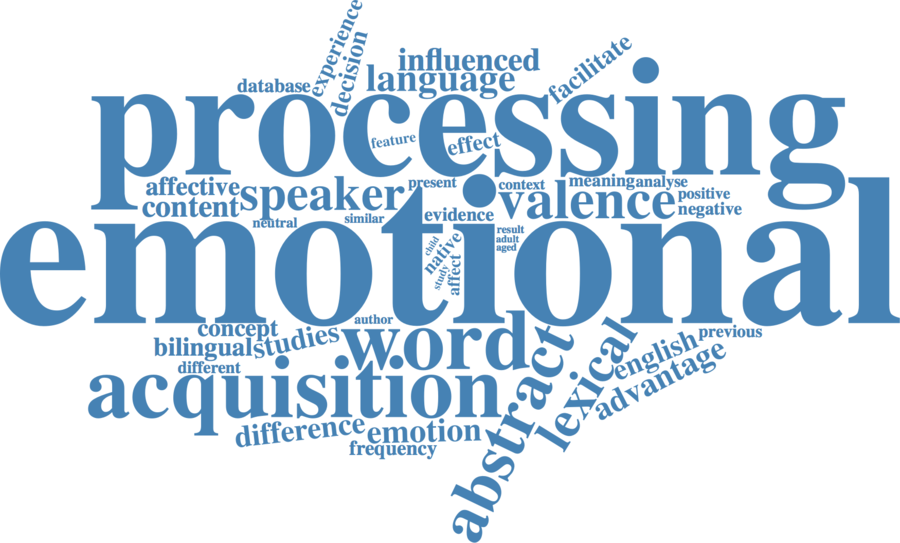 experience
decision
influenced
facilitate
database
language
processing
feature
effect
affective
speaker
present
context
meaning
analyse
content
valence
positive
neutral
similar
evidence
negative
emotional
child
native
study
affect
result
adult
aged
concept
author
bilingual
studies
word
abstract
lexical
english
previous
different
advantage
acquisition
difference
emotion
frequency